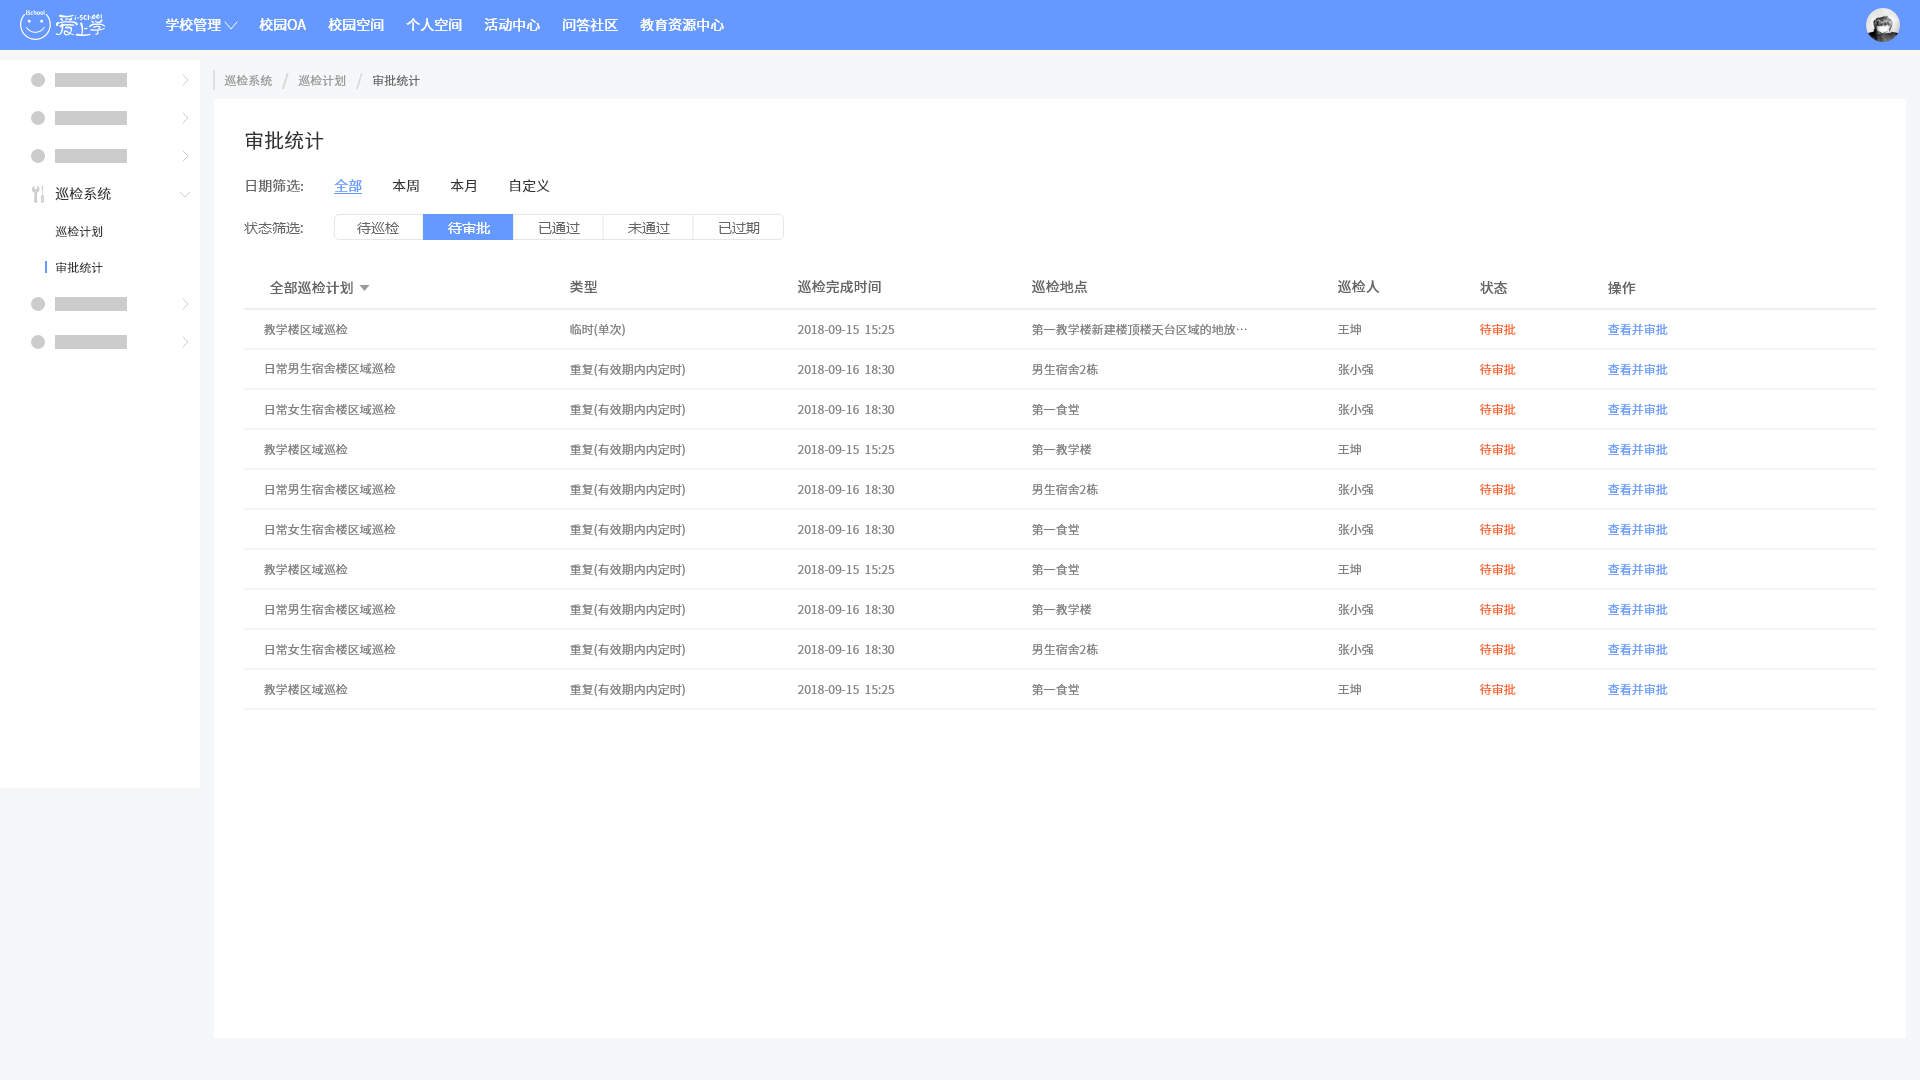 iSchool 爱上学 i-School 学校管理 校园OA 校园空间 个人空间 活动中心 问答社区 教育资源中心
巡检系统 / 巡检计划 / 审批统计
巡检系统
巡检计划
审批统计
审批统计
日期筛选: 全部 本周 本月 自定义
状态筛选: 待巡检 待审批 已通过 未通过 已过期
全部巡检计划 类型 巡检完成时间 巡检地点 巡检人 状态 操作
教学楼区域巡检 临时(单次) 2018-09-15 15:25 第一教学楼新建楼顶楼天台区域的地放… 王坤 待审批 查看并审批
日常男生宿舍楼区域巡检 重复(有效期内内定时) 2018-09-16 18:30 男生宿舍2栋 张小强 待审批 查看并审批
日常女生宿舍楼区域巡检 重复(有效期内内定时) 2018-09-16 18:30 第一食堂 张小强 待审批 查看并审批
教学楼区域巡检 重复(有效期内内定时) 2018-09-15 15:25 第一教学楼 王坤 待审批 查看并审批
日常男生宿舍楼区域巡检 重复(有效期内内定时) 2018-09-16 18:30 男生宿舍2栋 张小强 待审批 查看并审批
日常女生宿舍楼区域巡检 重复(有效期内内定时) 2018-09-16 18:30 第一食堂 张小强 待审批 查看并审批
教学楼区域巡检 重复(有效期内内定时) 2018-09-15 15:25 第一食堂 王坤 待审批 查看并审批
日常男生宿舍楼区域巡检 重复(有效期内内定时) 2018-09-16 18:30 第一教学楼 张小强 待审批 查看并审批
日常女生宿舍楼区域巡检 重复(有效期内内定时) 2018-09-16 18:30 男生宿舍2栋 张小强 待审批 查看并审批
教学楼区域巡检 重复(有效期内内定时) 2018-09-15 15:25 第一食堂 王坤 待审批 查看并审批